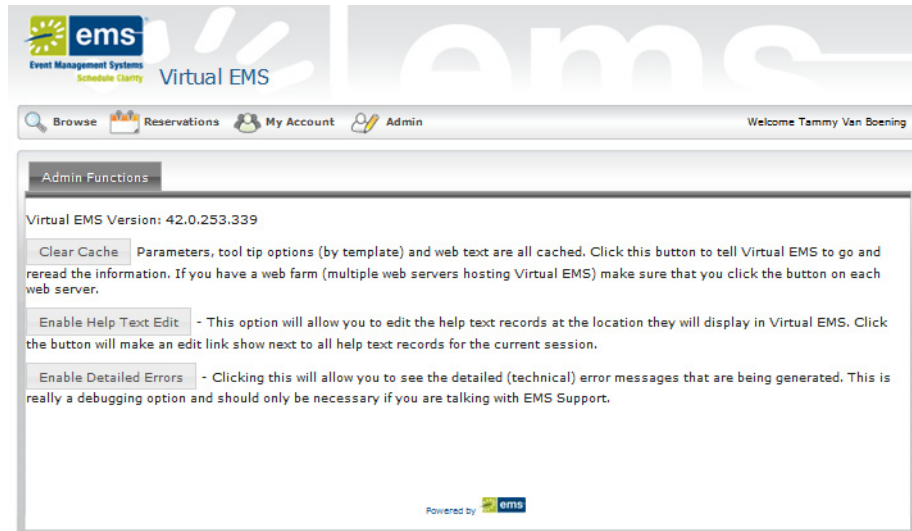 ems
Event Management Systems
Schedule Clarity
Virtual EMS
ems
Browse Reservations My Account Admin Welcome Tammy Van Boening
Admin Functions
Virtual EMS Version: 42.0.253.339
Clear Cache Parameters, tool tip options (by template) and web text are all cached. Click this button to tell Virtual EMS to go and
reread the information. If you have a web farm (multiple web servers hosting Virtual EMS) make sure that you click the button on each
web server.
Enable Help Text Edit - This option will allow you to edit the help text records at the location they will display in Virtual EMS. Click
the button will make an edit link show next to all help text records for the current session.
Enable Detailed Errors - Clicking this will allow you to see the detailed (technical) error messages that are being generated. This is
really a debugging option and should only be necessary if you are talking with EMS Support.
Powered by ems